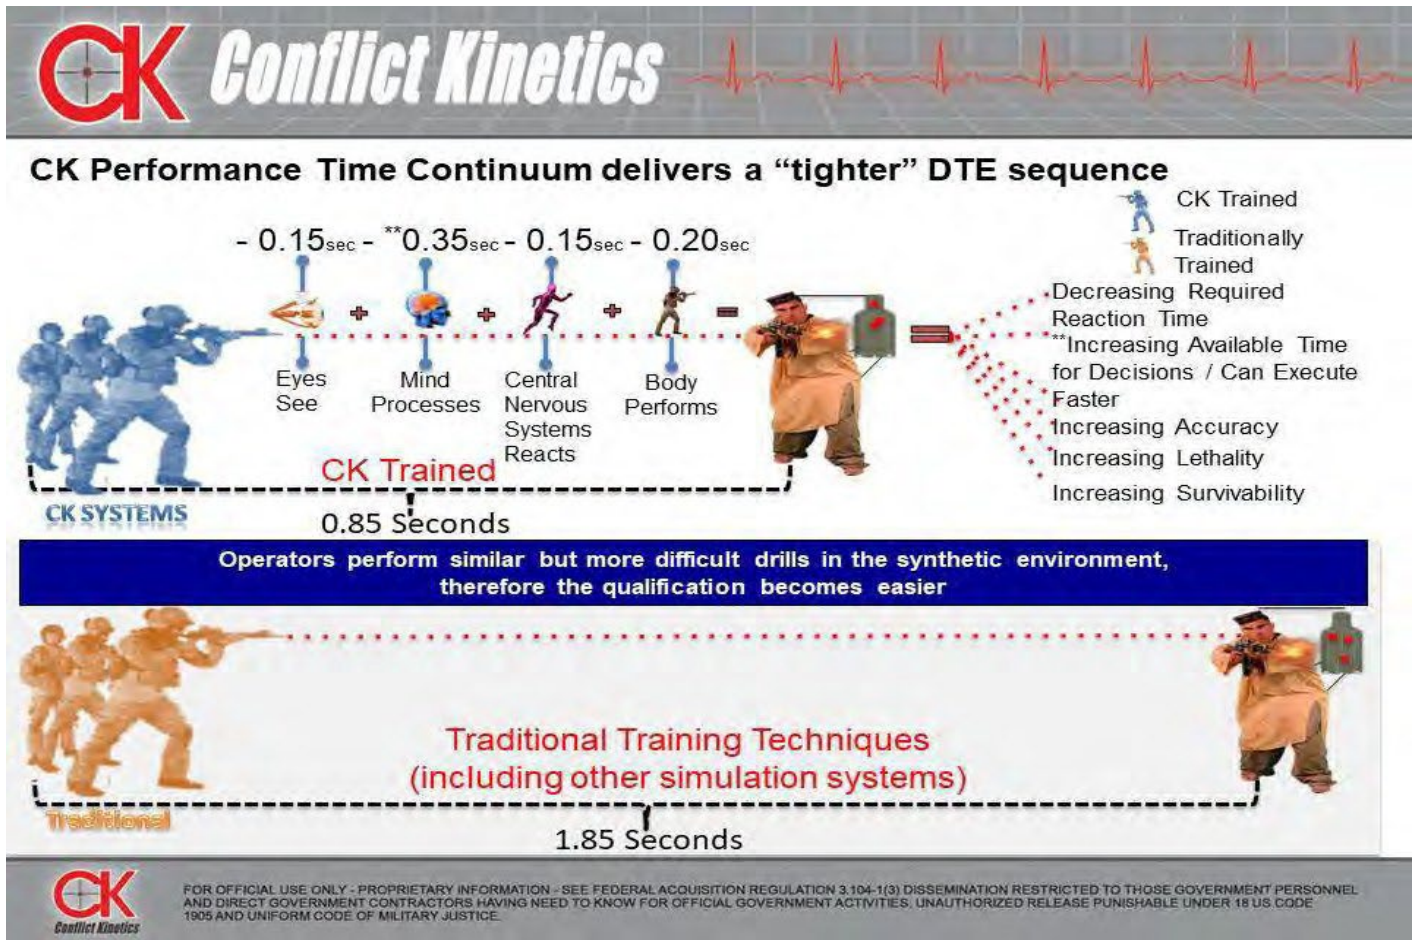 CK Conflict Kinetics
CK Performance Time Continuum delivers a “tighter” DTE sequence
- 0.15sec - **0.35sec - 0.15sec - 0.20sec
CK Trained
Traditionally
Trained
Eyes
See
Mind
Processes
Central
Nervous
Systems
Reacts
Body
Performs
Decreasing Required
Reaction Time
**Increasing Available Time
for Decisions / Can Execute
Faster
Increasing Accuracy
Increasing Lethality
Increasing Survivability
CK Trained
CK SYSTEMS
0.85 Seconds
Operators perform similar but more difficult drills in the synthetic environment,
therefore the qualification becomes easier
Traditional Training Techniques
(including other simulation systems)
Traditional
1.85 Seconds
CK
Conflict Kinetics
FOR OFFICIAL USE ONLY - PROPRIETARY INFORMATION - SEE FEDERAL ACQUISITION REGULATION 3.104-1(3) DISSEMINATION RESTRICTED TO THOSE GOVERNMENT PERSONNEL
AND DIRECT GOVERNMENT CONTRACTORS HAVING NEED TO KNOW FOR OFFICIAL GOVERNMENT ACTIVITIES, UNAUTHORIZED RELEASE PUNISHABLE UNDER 18 US CODE
1905 AND UNIFORM CODE OF MILITARY JUSTICE.